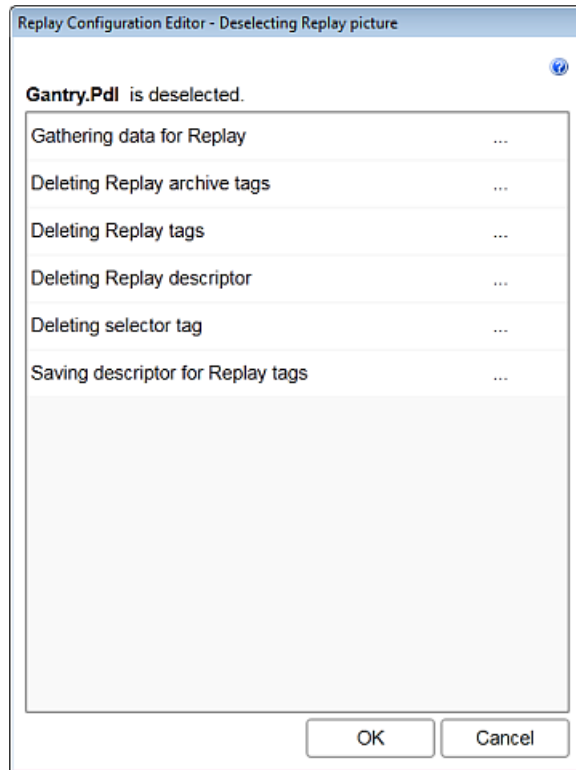 Replay Configuration Editor - Deselecting Replay picture
?
Gantry.Pdl is deselected.
Gathering data for Replay ...
Deleting Replay archive tags ...
Deleting Replay tags ...
Deleting Replay descriptor ...
Deleting selector tag ...
Saving descriptor for Replay tags ...
OK Cancel